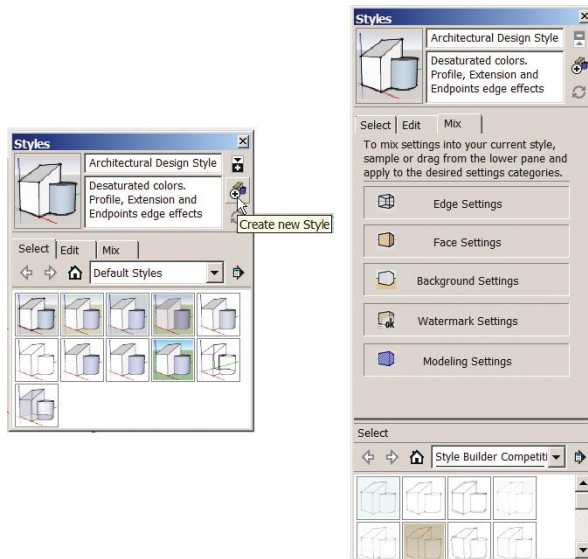 Styles
Architectural Design Style
Desaturated colors.
Profile, Extension and
Endpoints edge effects
Create new Style
Select
Edit
Mix
Default Styles
Styles
Architectural Design Style
Desaturated colors.
Profile, Extension and
Endpoints edge effects
Select
Edit
Mix
To mix settings into your current style,
sample or drag from the lower pane and
apply to the desired settings categories.
Edge Settings
Face Settings
Background Settings
ok
Watermark Settings
Modeling Settings
Select
Style Builder Competiti